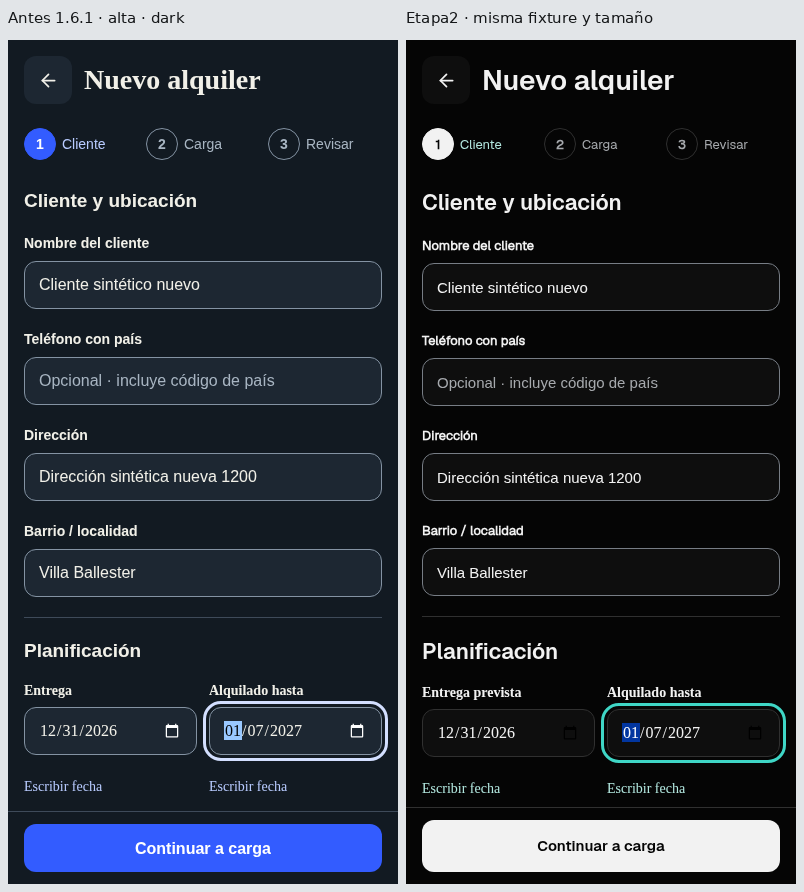 Antes 1.6.1 · alta · dark
Nuevo alquiler
1 Cliente 2 Carga 3 Revisar
Cliente y ubicación
Nombre del cliente
Cliente sintético nuevo
Teléfono con país
Opcional · incluye código de país
Dirección
Dirección sintética nueva 1200
Barrio / localidad
Villa Ballester
Planificación
Entrega Alquilado hasta
12/31/2026 01/07/2027
Escribir fecha Escribir fecha
Continuar a carga
Etapa2 · misma fixture y tamaño
Nuevo alquiler
1 Cliente 2 Carga 3 Revisar
Cliente y ubicación
Nombre del cliente
Cliente sintético nuevo
Teléfono con país
Opcional · incluye código de país
Dirección
Dirección sintética nueva 1200
Barrio / localidad
Villa Ballester
Planificación
Entrega prevista Alquilado hasta
12/31/2026 01/07/2027
Escribir fecha Escribir fecha
Continuar a carga